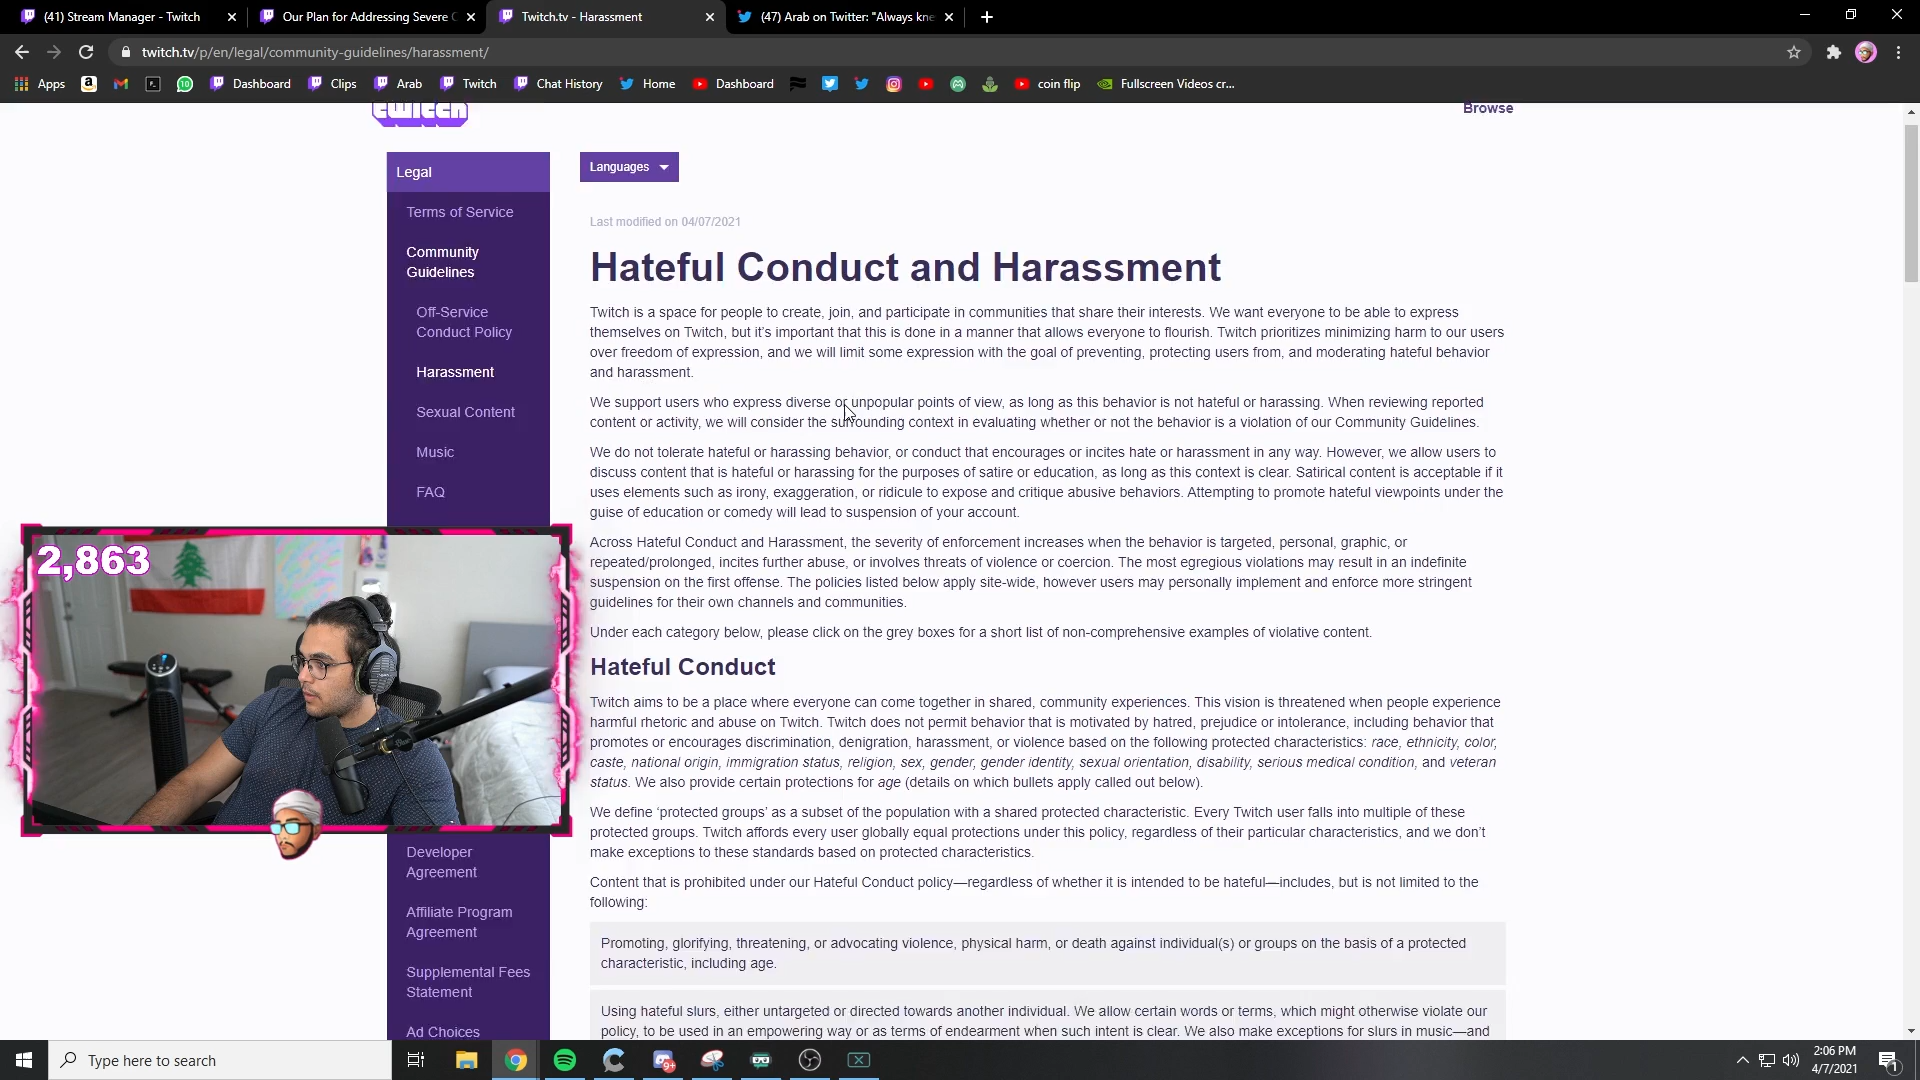 (41) Stream Manager - Twitch
Our Plan for Addressing Severe
Twitch.tv - Harassment
(47) Arab on Twitter: "Always kne
twitch.tv/p/en/legal/community-guidelines/harassment/
Apps
Dashboard
Clips
Arab
Twitch
Chat History
Home
Dashboard
coin flip
Fullscreen Videos cr...
twitch
Browse
Legal
Terms of Service
Community
Guidelines
Off-Service
Conduct Policy
Harassment
Sexual Content
Music
FAQ
Developer
Agreement
Affiliate Program
Agreement
Supplemental Fees
Statement
Ad Choices
Languages
Last modified on 04/07/2021
Hateful Conduct and Harassment
Twitch is a space for people to create, join, and participate in communities that share their interests. We want everyone to be able to express
themselves on Twitch, but it's important that this is done in a manner that allows everyone to flourish. Twitch prioritizes minimizing harm to our users
over freedom of expression, and we will limit some expression with the goal of preventing, protecting users from, and moderating hateful behavior
and harassment.
We support users who express diverse or unpopular points of view, as long as this behavior is not hateful or harassing. When reviewing reported
content or activity, we will consider the surrounding context in evaluating whether or not the behavior is a violation of our Community Guidelines.
We do not tolerate hateful or harassing behavior, or conduct that encourages or incites hate or harassment in any way. However, we allow users to
discuss content that is hateful or harassing for the purposes of satire or education, as long as this context is clear. Satirical content is acceptable if it
uses elements such as irony, exaggeration, or ridicule to expose and critique abusive behaviors. Attempting to promote hateful viewpoints under the
guise of education or comedy will lead to suspension of your account.
Across Hateful Conduct and Harassment, the severity of enforcement increases when the behavior is targeted, personal, graphic, or
repeated/prolonged, incites further abuse, or involves threats of violence or coercion. The most egregious violations may result in an indefinite
suspension on the first offense. The policies listed below apply site-wide, however users may personally implement and enforce more stringent
guidelines for their own channels and communities.
Under each category below, please click on the grey boxes for a short list of non-comprehensive examples of violative content.
Hateful Conduct
Twitch aims to be a place where everyone can come together in shared, community experiences. This vision is threatened when people experience
harmful rhetoric and abuse on Twitch. Twitch does not permit behavior that is motivated by hatred, prejudice or intolerance, including behavior that
promotes or encourages discrimination, denigration, harassment, or violence based on the following protected characteristics: race, ethnicity, color,
caste, national origin, immigration status, religion, sex, gender, gender identity, sexual orientation, disability, serious medical condition, and veteran
status. We also provide certain protections for age (details on which bullets apply called out below).
We define ‘protected groups’ as a subset of the population with a shared protected characteristic. Every Twitch user falls into multiple of these
protected groups. Twitch affords every user globally equal protections under this policy, regardless of their particular characteristics, and we don't
make exceptions to these standards based on protected characteristics.
Content that is prohibited under our Hateful Conduct policy—regardless of whether it is intended to be hateful—includes, but is not limited to the
following:
Promoting, glorifying, threatening, or advocating violence, physical harm, or death against individual(s) or groups on the basis of a protected
characteristic, including age.
Using hateful slurs, either untargeted or directed towards another individual. We allow certain words or terms, which might otherwise violate our
policy, to be used in an empowering way or as terms of endearment when such intent is clear. We also make exceptions for slurs in music—and
2,863
Type here to search
9+
2:06 PM
4/7/2021
1